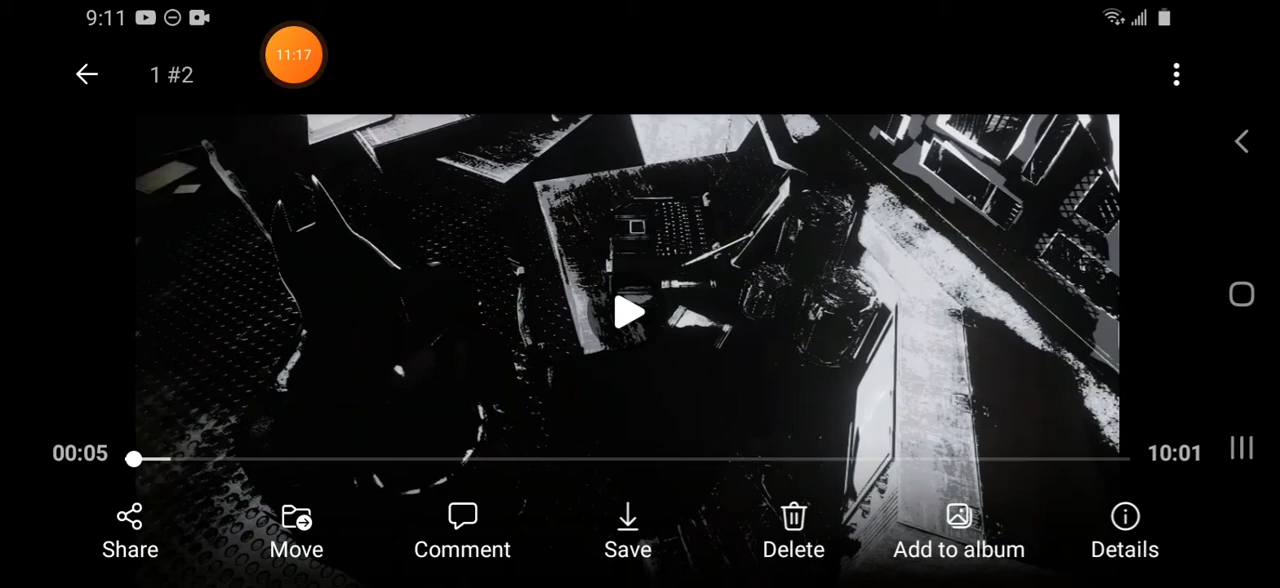 9:11
11:17
1 #2
00:05
10:01
Share
Move
Comment
Save
Delete
Add to album
Details